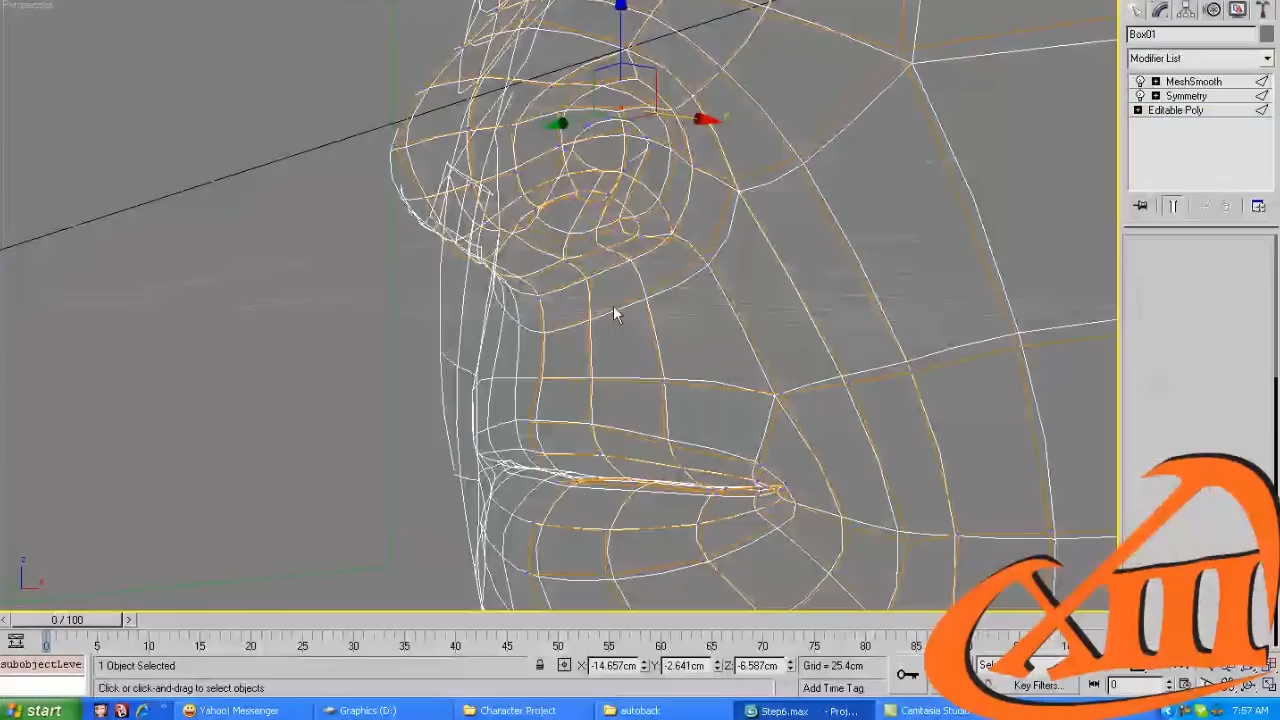 Perspective
Box01
Modifier List
MeshSmooth
Symmetry
Editable Poly
0 / 100
0 5 10 15 20 25 30 35 40 45 50 55 60 65 70 75 80 85
subobjectLeve
1 Object Selected
X: -14.657cm Y: -2.641cm Z: -6.587cm
Grid = 25.4cm
Click or click-and-drag to select objects
Add Time Tag
Key Filters...
0
XIII
start
Yahoo! Messenger
Graphics (D:)
Character Project
autoback
Step6.max - Proj...
Camtasia Studio
7:57 AM